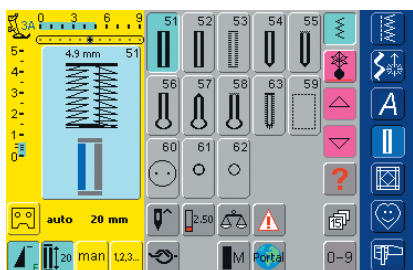 3A 0 3 6 9
51 52 53 54 55
5-
4.9 mm 51
4-
3-
2-
1-
0
56 57 58 63 59
60 61 62
A
?
auto 20 mm
2.50
F 20 man 1,2,3... M Portal 0-9